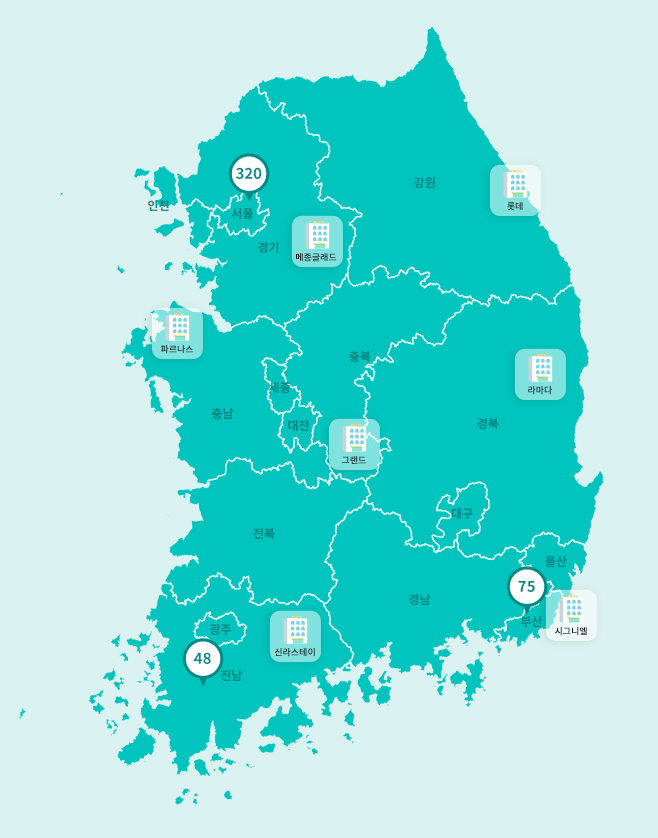 320
강원
롯데
인천
서울
경기
메종글래드
파르나스
충북
라마다
세종
충남
대전
경북
그랜드
대구
전북
울산
75
경남
부산
시그니엘
광주
신라스테이
48
전남